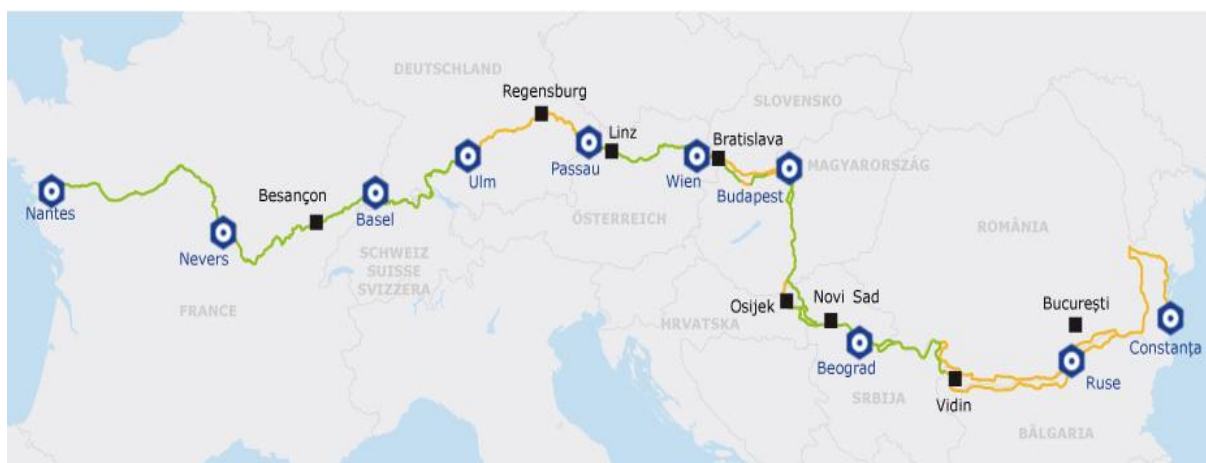 DEUTSCHLAND
Regensburg
SLOVENSKO
Linz
Bratislava
Passau
Wien
Budapest
MAGYARORSZÁG
Ulm
Besançon
Basel
Nantes
Nevers
ÖSTERREICH
ROMÂNIA
SCHWEIZ
SUISSE
SVIZZERA
FRANCE
Osijek
Novi Sad
HRVATSKA
București
Constanța
Beograd
Ruse
SRBIJA
Vidin
BÀLGARIA